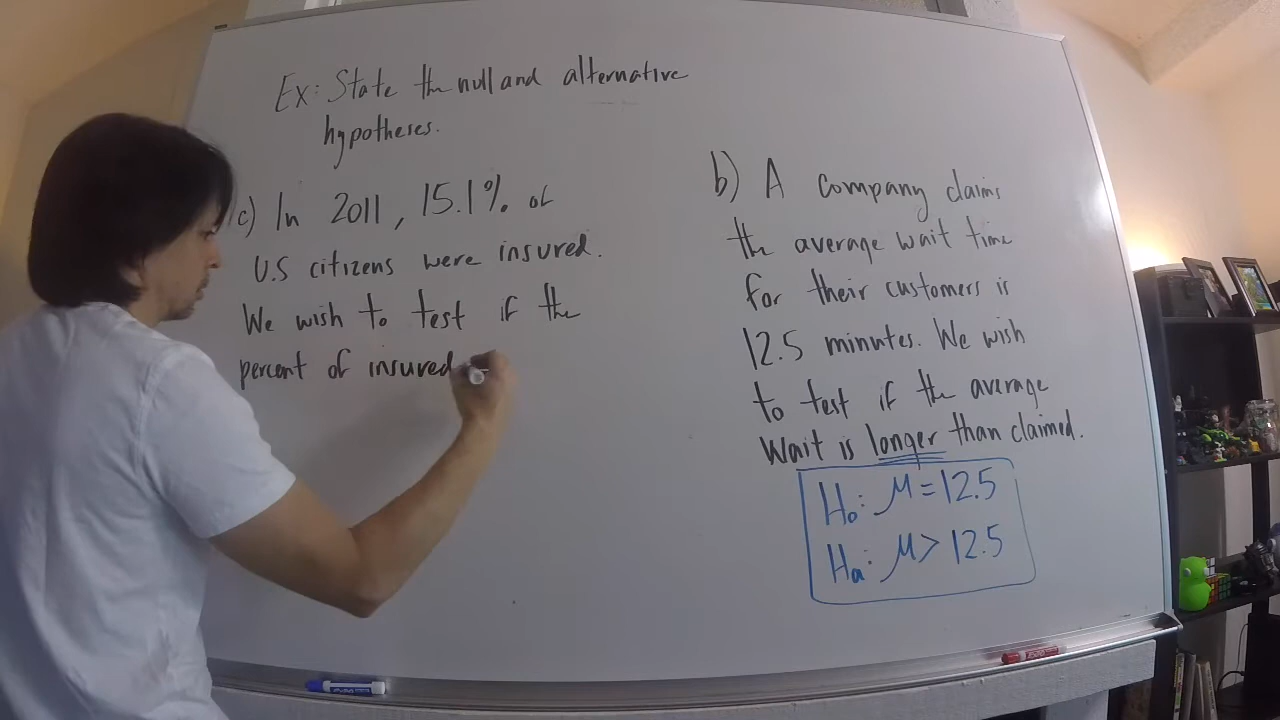 Ex: State the null and alternative
hypotheses.
c) In 2011, 15.1% of
U.S citizens were insured.
We wish to test if the
percent of insured
b) A company claims
the average wait time
for their customers is
12.5 minutes. We wish
to test if the average
Wait is longer than claimed.
H₀: μ = 12.5
Hₐ: μ > 12.5